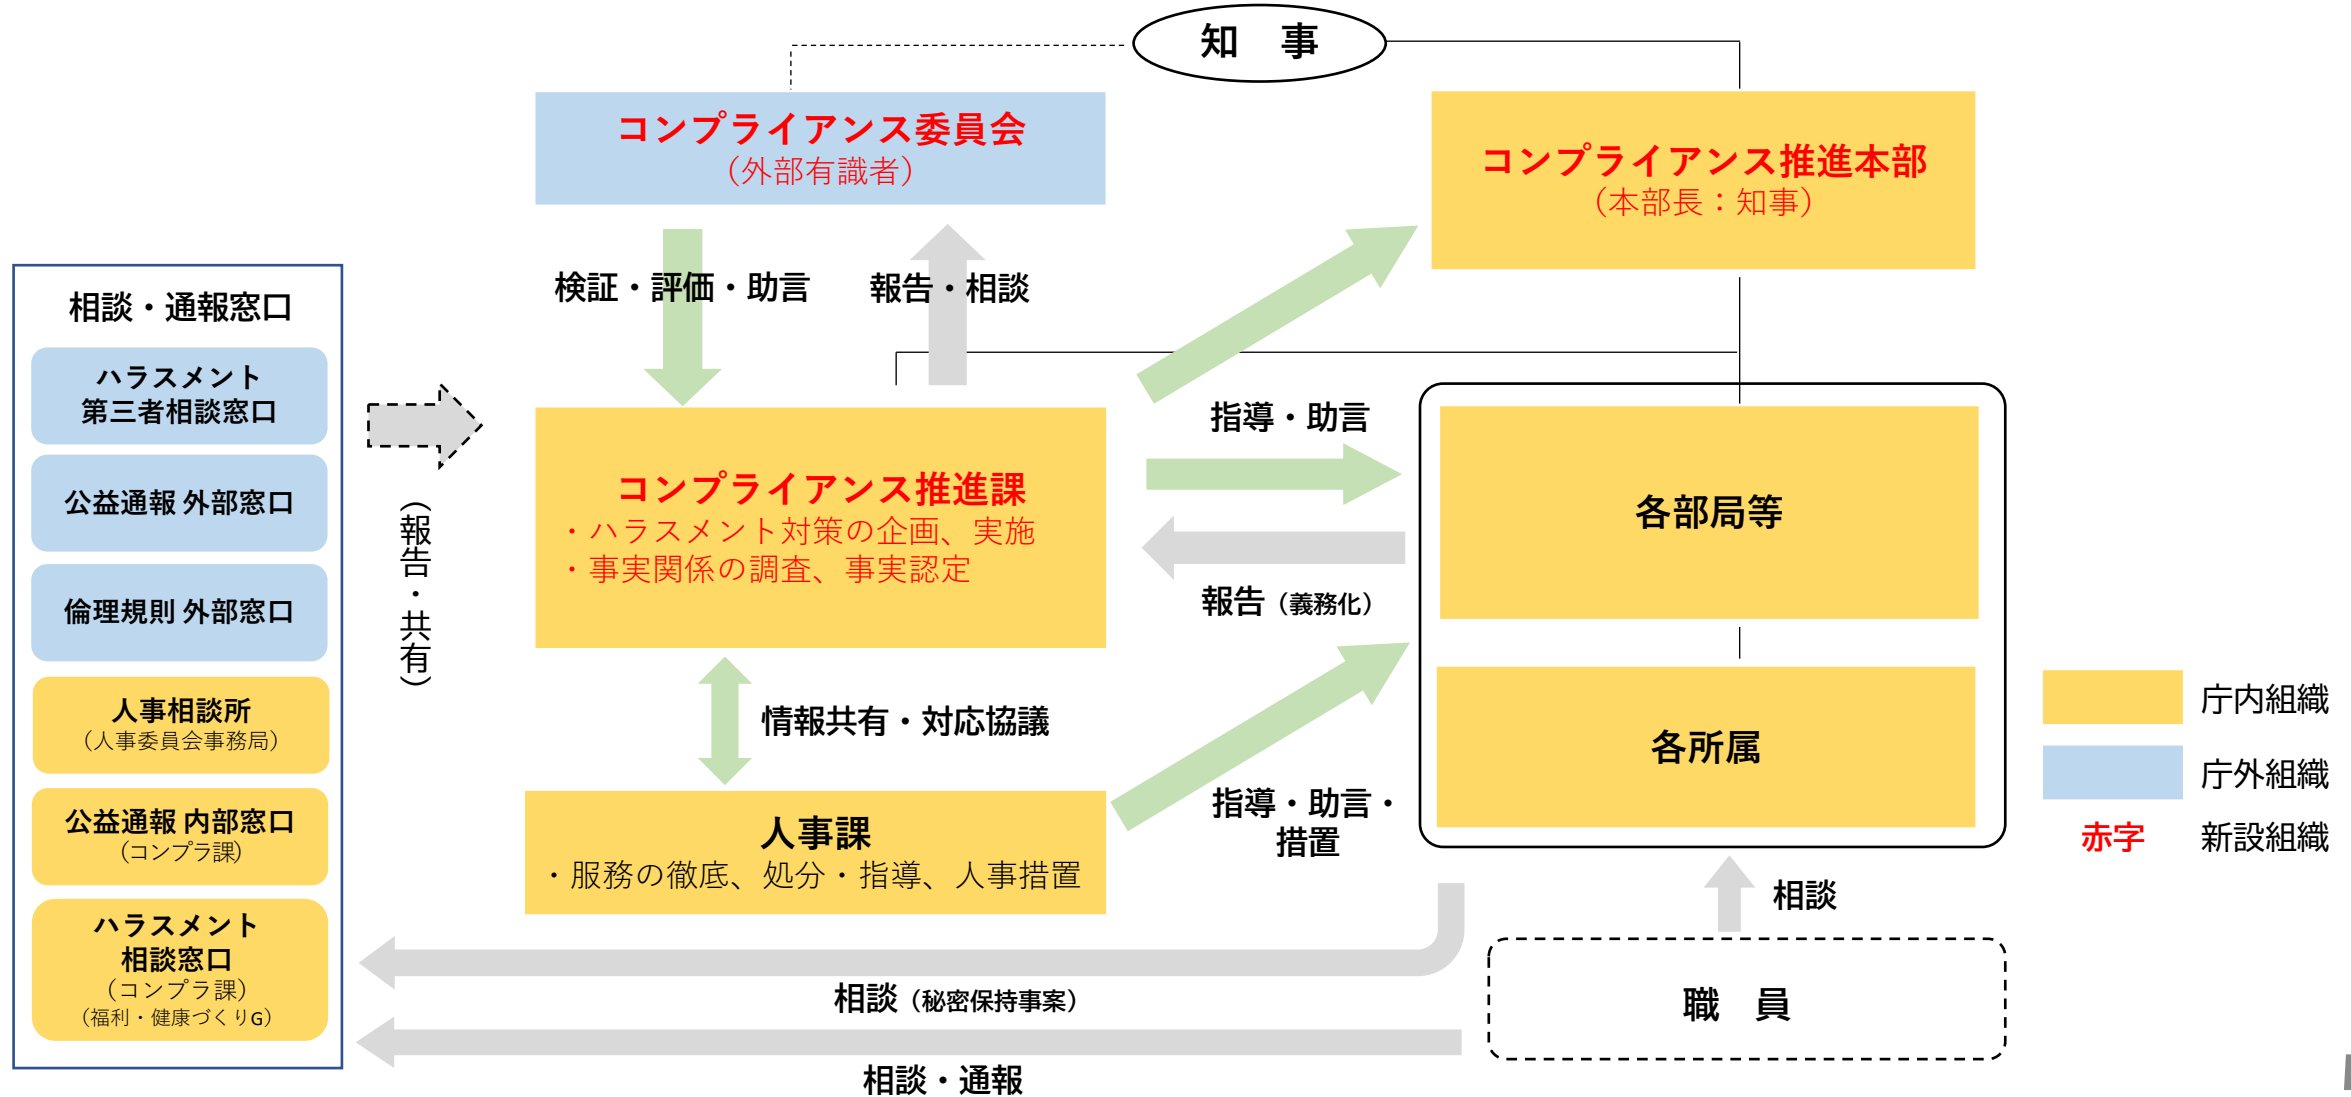 知　事
コンプライアンス委員会
（外部有識者）
コンプライアンス推進本部
（本部長：知事）
検証・評価・助言
報告・相談
相談・通報窓口
ハラスメント
第三者相談窓口
公益通報 外部窓口
倫理規則 外部窓口
人事相談所
（人事委員会事務局）
公益通報 内部窓口
（コンプラ課）
ハラスメント
相談窓口
（コンプラ課）
（福利・健康づくりG）
（報告・共有）
コンプライアンス推進課
・ハラスメント対策の企画、実施
・事実関係の調査、事実認定
指導・助言
報告（義務化）
各部局等
各所属
情報共有・対応協議
人事課
・服務の徹底、処分・指導、人事措置
指導・助言・
措置
庁内組織
庁外組織
赤字　新設組織
相談
職　員
相談（秘密保持事案）
相談・通報